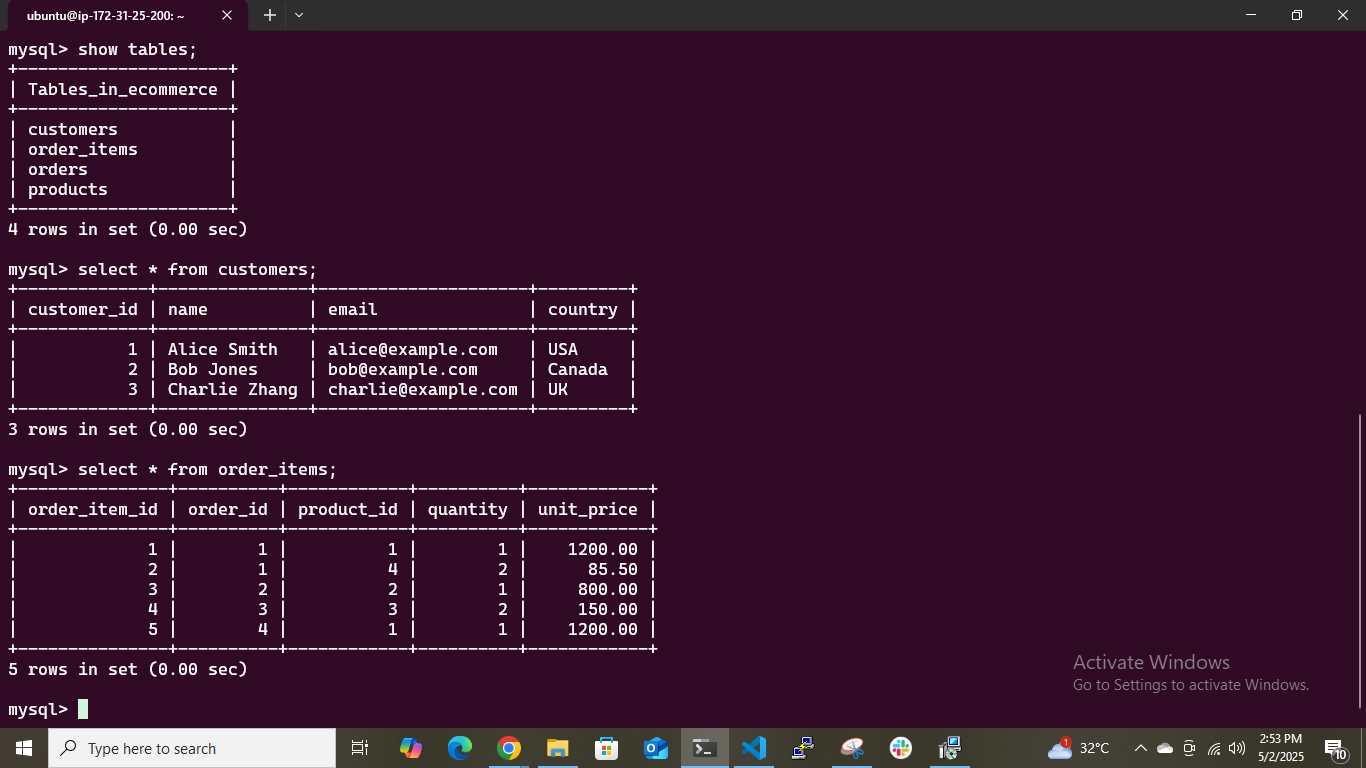 ubuntu@ip-172-31-25-200: ~
mysql> show tables;
+---------------------+
| Tables_in_ecommerce |
+---------------------+
| customers           |
| order_items         |
| orders              |
| products            |
+---------------------+
4 rows in set (0.00 sec)
mysql> select * from customers;
+-------------+---------------+---------------------+---------+
| customer_id | name          | email               | country |
+-------------+---------------+---------------------+---------+
|           1 | Alice Smith   | alice@example.com   | USA     |
|           2 | Bob Jones     | bob@example.com     | Canada  |
|           3 | Charlie Zhang | charlie@example.com | UK      |
+-------------+---------------+---------------------+---------+
3 rows in set (0.00 sec)
mysql> select * from order_items;
+---------------+----------+------------+----------+------------+
| order_item_id | order_id | product_id | quantity | unit_price |
+---------------+----------+------------+----------+------------+
|             1 |        1 |          1 |        1 |    1200.00 |
|             2 |        1 |          4 |        2 |      85.50 |
|             3 |        2 |          2 |        1 |     800.00 |
|             4 |        3 |          3 |        2 |     150.00 |
|             5 |        4 |          1 |        1 |    1200.00 |
+---------------+----------+------------+----------+------------+
5 rows in set (0.00 sec)
mysql>
Activate Windows
Go to Settings to activate Windows.
Type here to search
1
32°C
2:53 PM
5/2/2025
10